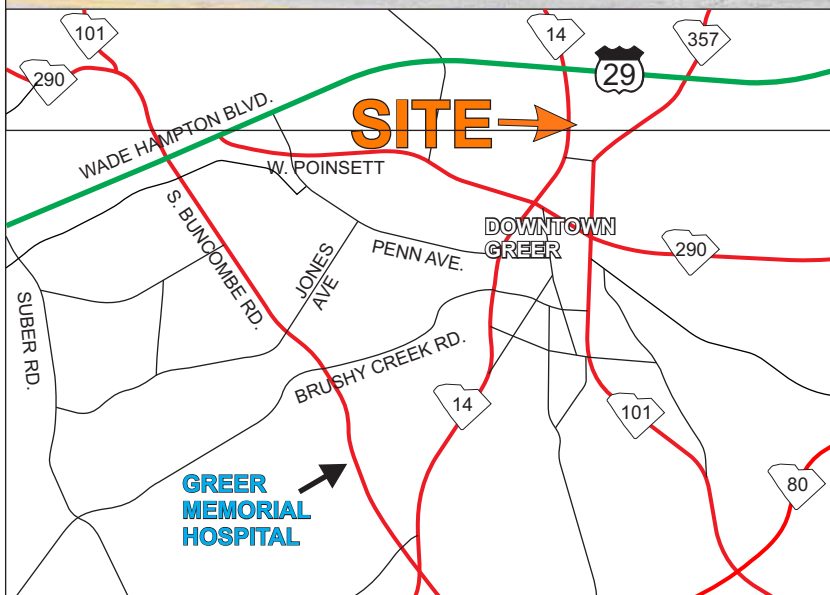 101
14
357
290
29
WADE HAMPTON BLVD.
SITE
W. POINSETT
S. BUNCOMBE RD.
DOWNTOWN
GREER
290
JONES
AVE
PENN AVE.
SUBER RD.
BRUSHY CREEK RD.
14
101
80
GREER
MEMORIAL
HOSPITAL